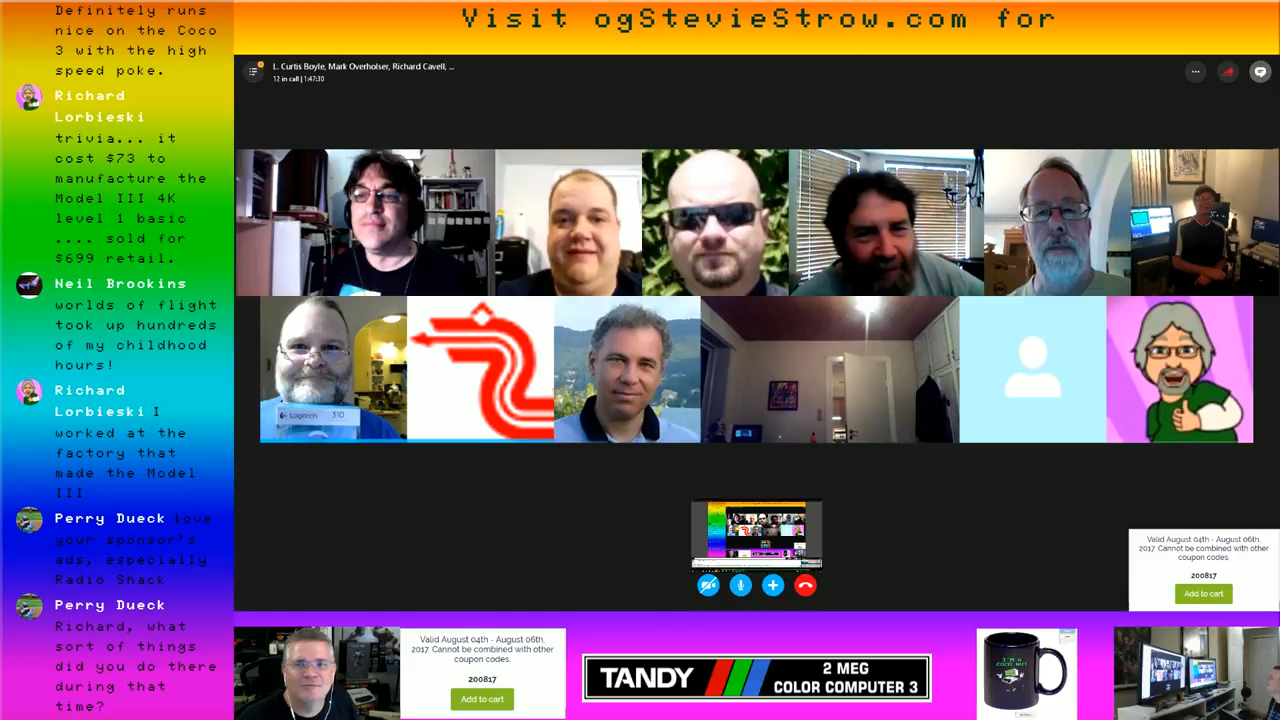 Definitely runs
nice on the Coco
3 with the high
speed poke.
Richard
Lorbieski
trivia... it
cost $73 to
manufacture the
Model III 4K
level 1 basic
.... sold for
$699 retail.
Neil Brookins
worlds of flight
took up hundreds
of my childhood
hours!
Richard
Lorbieski I
worked at the
factory that
made the Model
III
Perry Dueck love
your sponsor's
ads, especially
Radio Shack
Perry Dueck
Richard, what
sort of things
did you do there
during that
time?
Visit ogStevieStrow.com for
L. Curtis Boyle, Mark Overholser, Richard Cavell, ...
12 in call | 1:47:30
Logitech 310
Valid August 04th - August 06th,
2017. Cannot be combined with other
coupon codes.
200817
Add to cart
Valid August 04th - August 06th,
2017. Cannot be combined with other
coupon codes.
200817
Add to cart
TANDY
2 MEG
COLOR COMPUTER 3
I'M A
COCO NUT